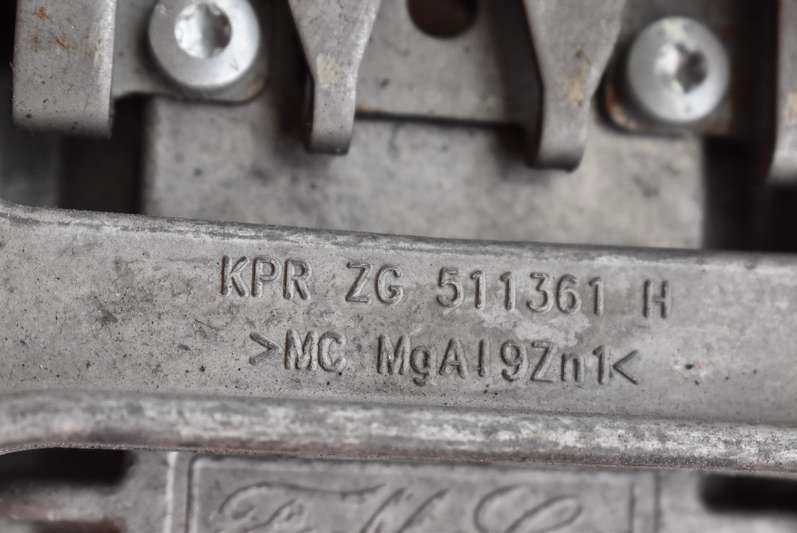 KPR ZG 511361 H
>MC MgAl9Zn1<